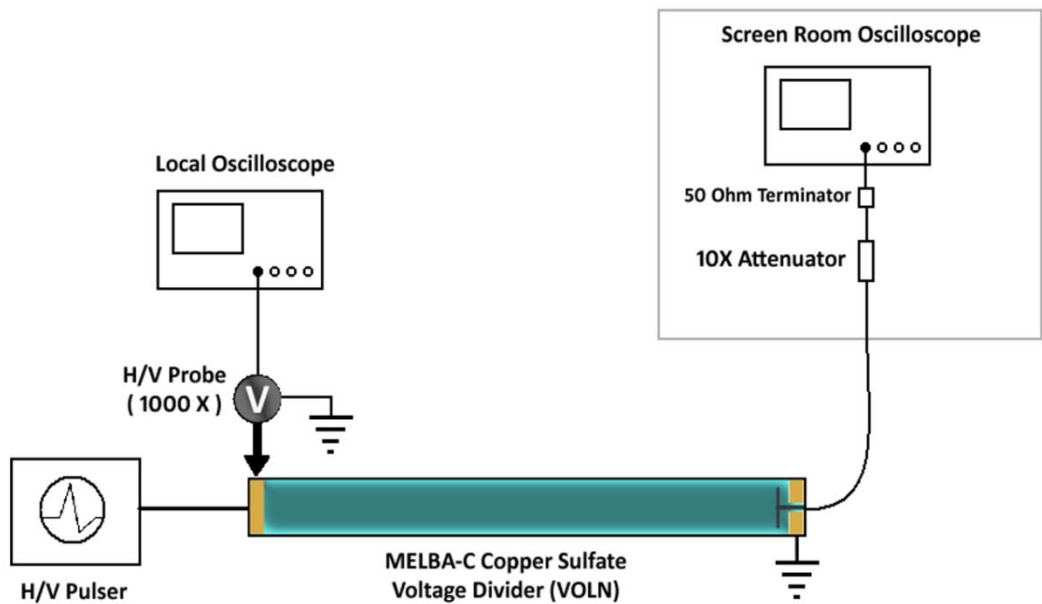 Screen Room Oscilloscope
Local Oscilloscope
50 Ohm Terminator
10X Attenuator
H/V Probe
( 1000 X )
V
H/V Pulser
MELBA-C Copper Sulfate
Voltage Divider (VOLN)